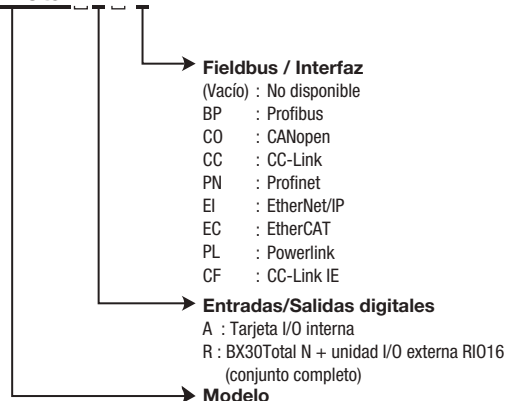 Fieldbus / Interfaz
(Vacío) : No disponible
BP : Profibus
CO : CANopen
CC : CC-Link
PN : Profinet
EI : EtherNet/IP
EC : EtherCAT
PL : Powerlink
CF : CC-Link IE
Entradas/Salidas digitales
A : Tarjeta I/O interna
R : BX30Total N + unidad I/O externa RIO16
(conjunto completo)
Modelo